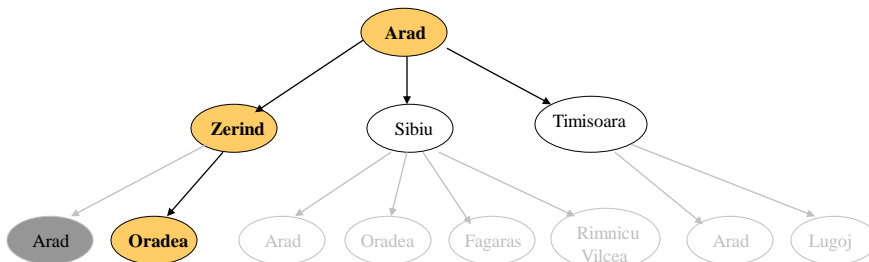 Arad
Zerind
Sibiu
Timisoara
Arad
Oradea
Arad
Oradea
Fagaras
Rimnicu
Vilcea
Arad
Lugoj